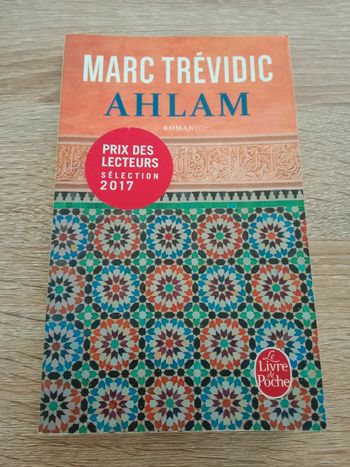 MARC TRÉVIDIC
AHLAM
ROMAN
PRIX DES
LECTEURS
SÉLECTION
2017
Le
Livre
de
Poche